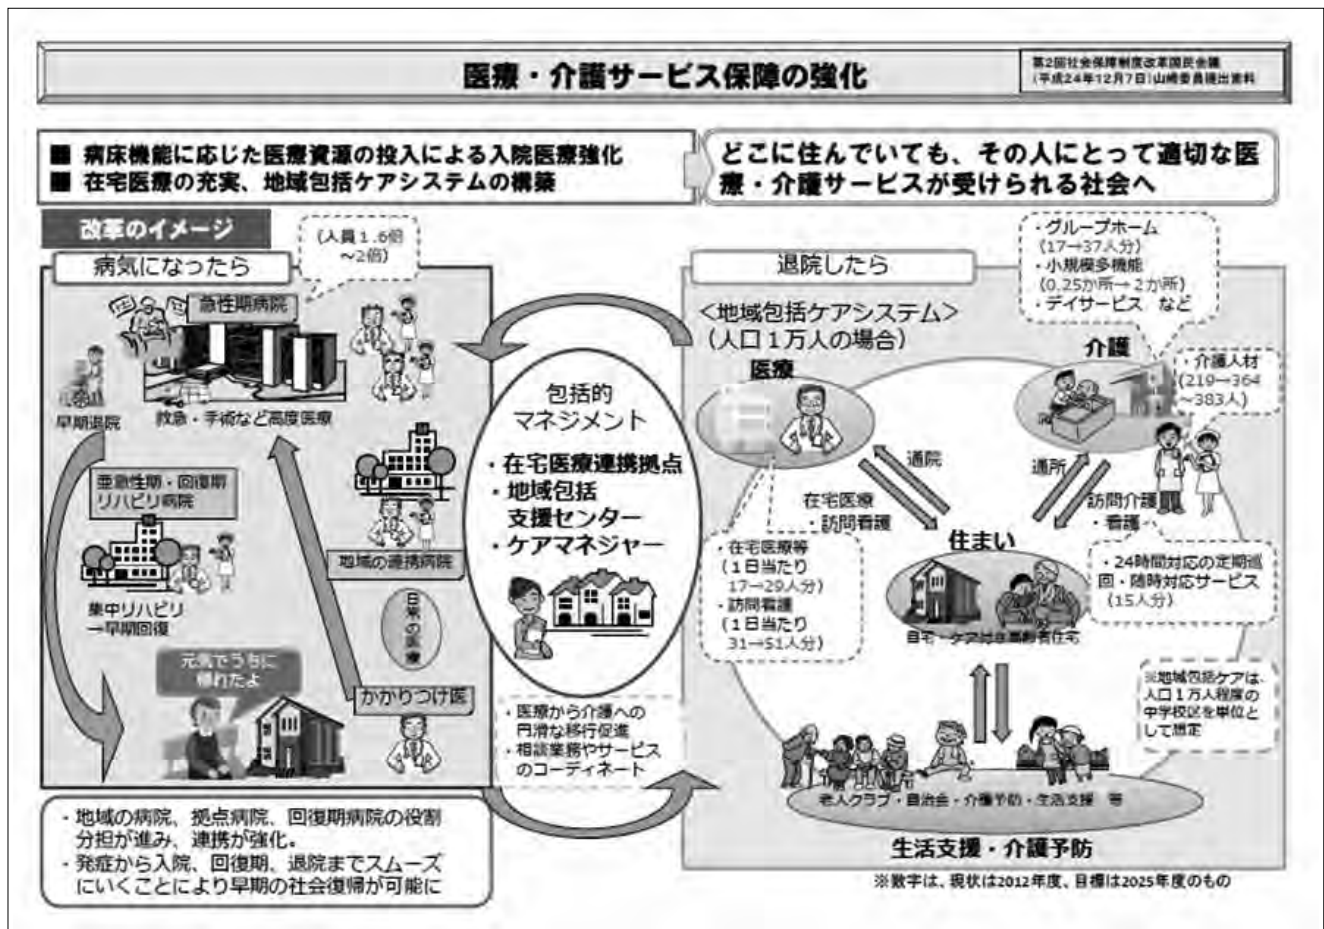 医療・介護サービス保障の強化
第2回社会保障制度改革国民会議
(平成24年12月7日)山崎委員提出資料
■ 病床機能に応じた医療資源の投入による入院医療強化
■ 在宅医療の充実、地域包括ケアシステムの構築
どこに住んでいても、その人にとって適切な医
療・介護サービスが受けられる社会へ
改革のイメージ
病気になったら
(人員1.6倍
~2倍)
急性期病院
早期退院
救急・手術など高度医療
亜急性期・回復期
リハビリ病院
集中リハビリ
→早期回復
地域の連携病院
日常の医療
元気でうちに
帰れたよ
かかりつけ医
・地域の病院、拠点病院、回復期病院の役割
分担が進み、連携が強化。
・発症から入院、回復期、退院までスムーズ
にいくことにより早期の社会復帰が可能に
包括的
マネジメント
・在宅医療連携拠点
・地域包括
支援センター
・ケアマネジャー
・医療から介護への
円滑な移行促進
・相談業務やサービス
のコーディネート
退院したら
<地域包括ケアシステム>
(人口1万人の場合)
・グループホーム
(17→37人分)
・小規模多機能
(0.25か所→2か所)
・デイサービス など
医療
介護
・介護人材
(219→364
~383人)
通院
通所
在宅医療
・訪問看護
訪問介護
・看護
・在宅医療等
(1日当たり
17→29人分)
・訪問看護
(1日当たり
31→51人分)
住まい
自宅・ケア付き高齢者住宅
・24時間対応の定期巡
回・随時対応サービス
(15人分)
※地域包括ケアは、
人口1万人程度の
中学校区を単位と
して想定
老人クラブ・自治会・介護予防・生活支援 等
生活支援・介護予防
※数字は、現状は2012年度、目標は2025年度のもの